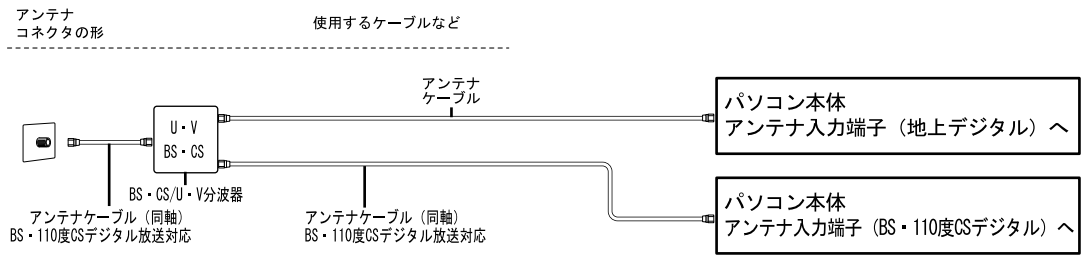 アンテナ
コネクタの形
使用するケーブルなど
アンテナ
ケーブル
パソコン本体
アンテナ入力端子（地上デジタル）へ
U・V
BS・CS
BS・CS/U・V分波器
アンテナケーブル（同軸）
BS・110度CSデジタル放送対応
アンテナケーブル（同軸）
BS・110度CSデジタル放送対応
パソコン本体
アンテナ入力端子（BS・110度CSデジタル）へ